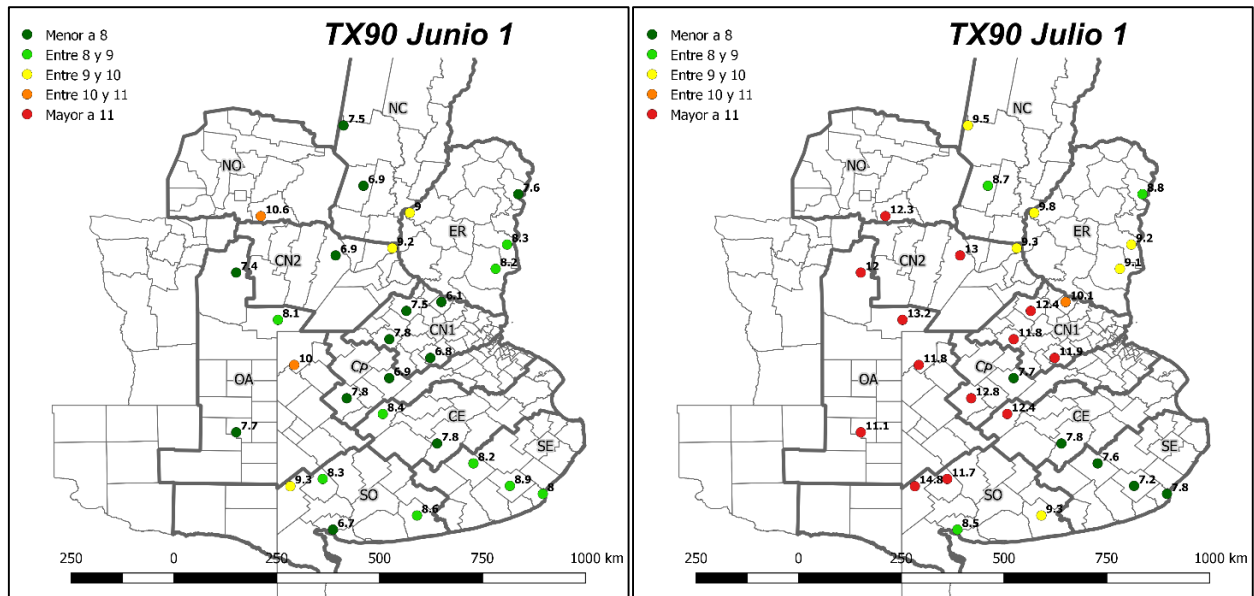 TX90 Junio 1
Menor a 8
Entre 8 y 9
Entre 9 y 10
Entre 10 y 11
Mayor a 11
NC
7.5
NO
6.9
7.6
10.6
9
ER
9.2
8.3
6.9
CN2
8.2
7.4
6.1
7.5
8.1
CN1
7.8
6.8
10
CP
6.9
OA
7.8
8.4
CE
7.7
7.8
SE
8.2
8.3
9.3
SO
8.9
8
8.6
6.7
250
0
250
500
750
1000 km
TX90 Julio 1
Menor a 8
Entre 8 y 9
Entre 9 y 10
Entre 10 y 11
Mayor a 11
NC
9.5
NO
8.7
8.8
12.3
9.8
ER
9.3
9.2
13
CN2
9.1
12
10.1
12.4
13.2
CN1
11.8
11.9
11.8
CP
7.7
OA
12.8
12.4
CE
11.1
7.8
SE
7.6
11.7
14.8
SO
7.2
7.8
9.3
8.5
250
0
250
500
750
1000 km